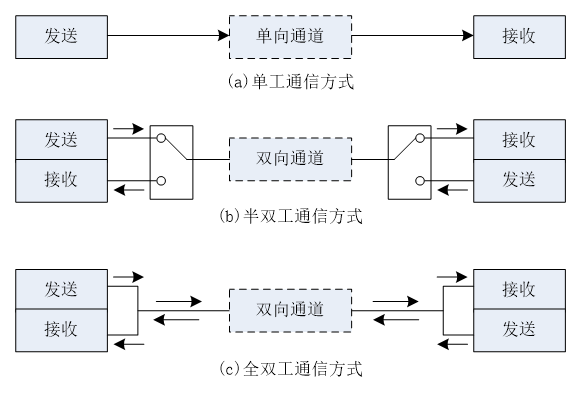 发送 单向通道 接收
(a)单工通信方式
发送 接收
双向通道
接收 发送
(b)半双工通信方式
发送 接收
双向通道
接收 发送
(c)全双工通信方式